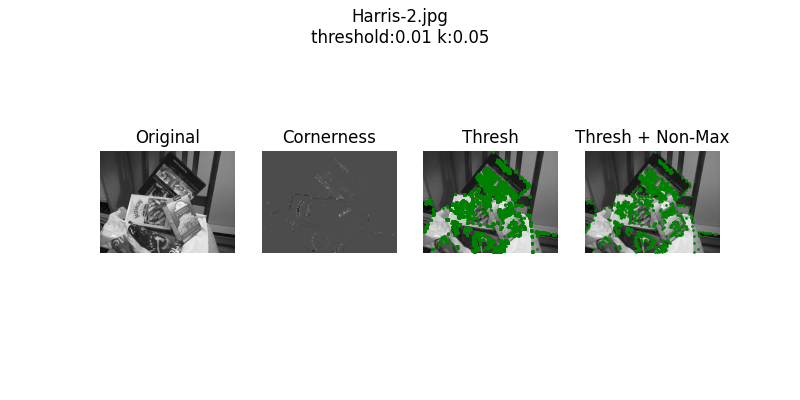 Harris-2.jpg
threshold:0.01 k:0.05
Original
Cornerness
Thresh
Thresh + Non-Max